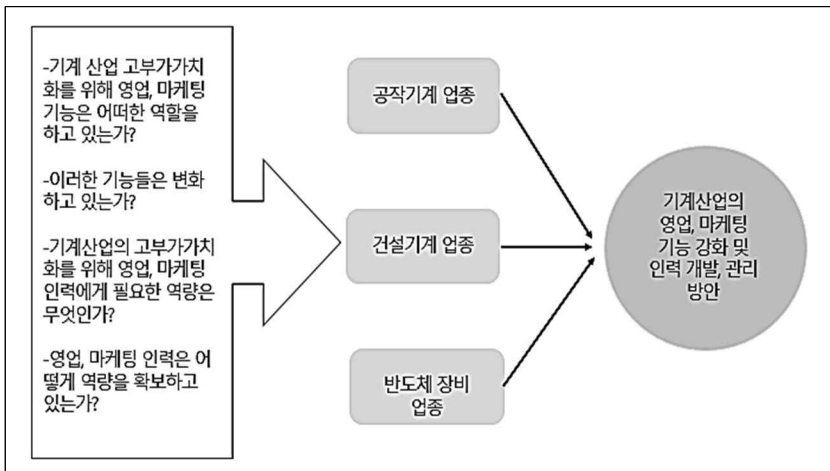 -기계 산업 고부가가치
화를 위해 영업, 마케팅
기능은 어떠한 역할을
하고 있는가?
-이러한 기능들은 변화
하고 있는가?
-기계산업의 고부가가치
화를 위해 영업, 마케팅
인력에게 필요한 역량은
무엇인가?
-영업, 마케팅 인력은 어
떻게 역량을 확보하고
있는가?
공작기계 업종
건설기계 업종
반도체 장비
업종
기계산업의
영업, 마케팅
기능 강화 및
인력 개발, 관리
방안